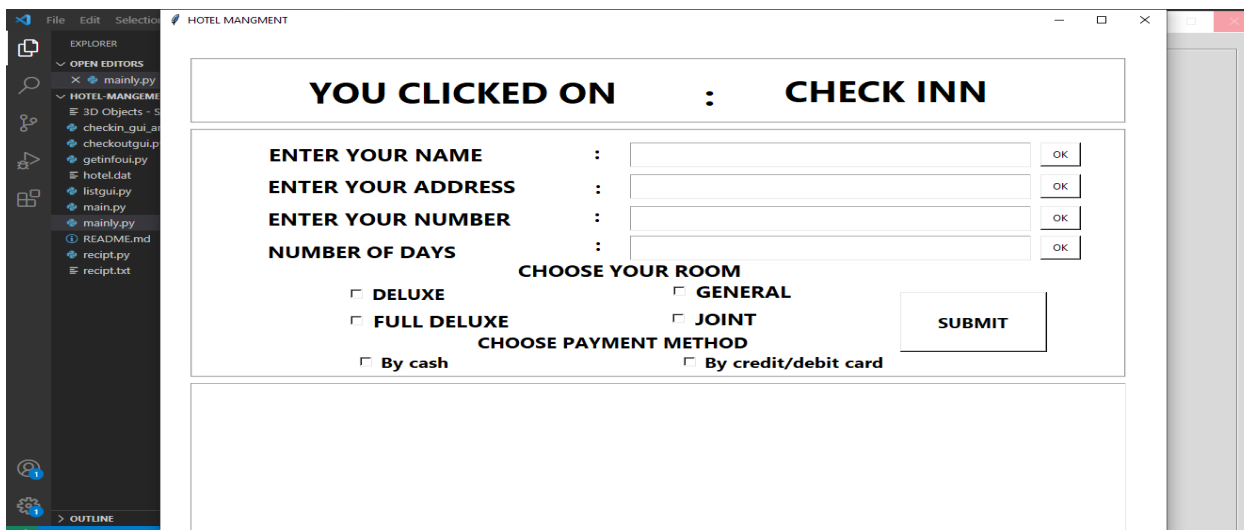 File Edit Selectio
HOTEL MANGMENT
EXPLORER
OPEN EDITORS
mainly.py
HOTEL-MANGEME
3D Objects - S
checkin_gui_a
checkoutgui.p
getinfoui.py
hotel.dat
listgui.py
main.py
mainly.py
README.md
recipt.py
recipt.txt
OUTLINE
1
1
YOU CLICKED ON : CHECK INN
ENTER YOUR NAME : OK
ENTER YOUR ADDRESS : OK
ENTER YOUR NUMBER : OK
NUMBER OF DAYS : OK
CHOOSE YOUR ROOM
DELUXE GENERAL
FULL DELUXE JOINT
SUBMIT
CHOOSE PAYMENT METHOD
By cash By credit/debit card